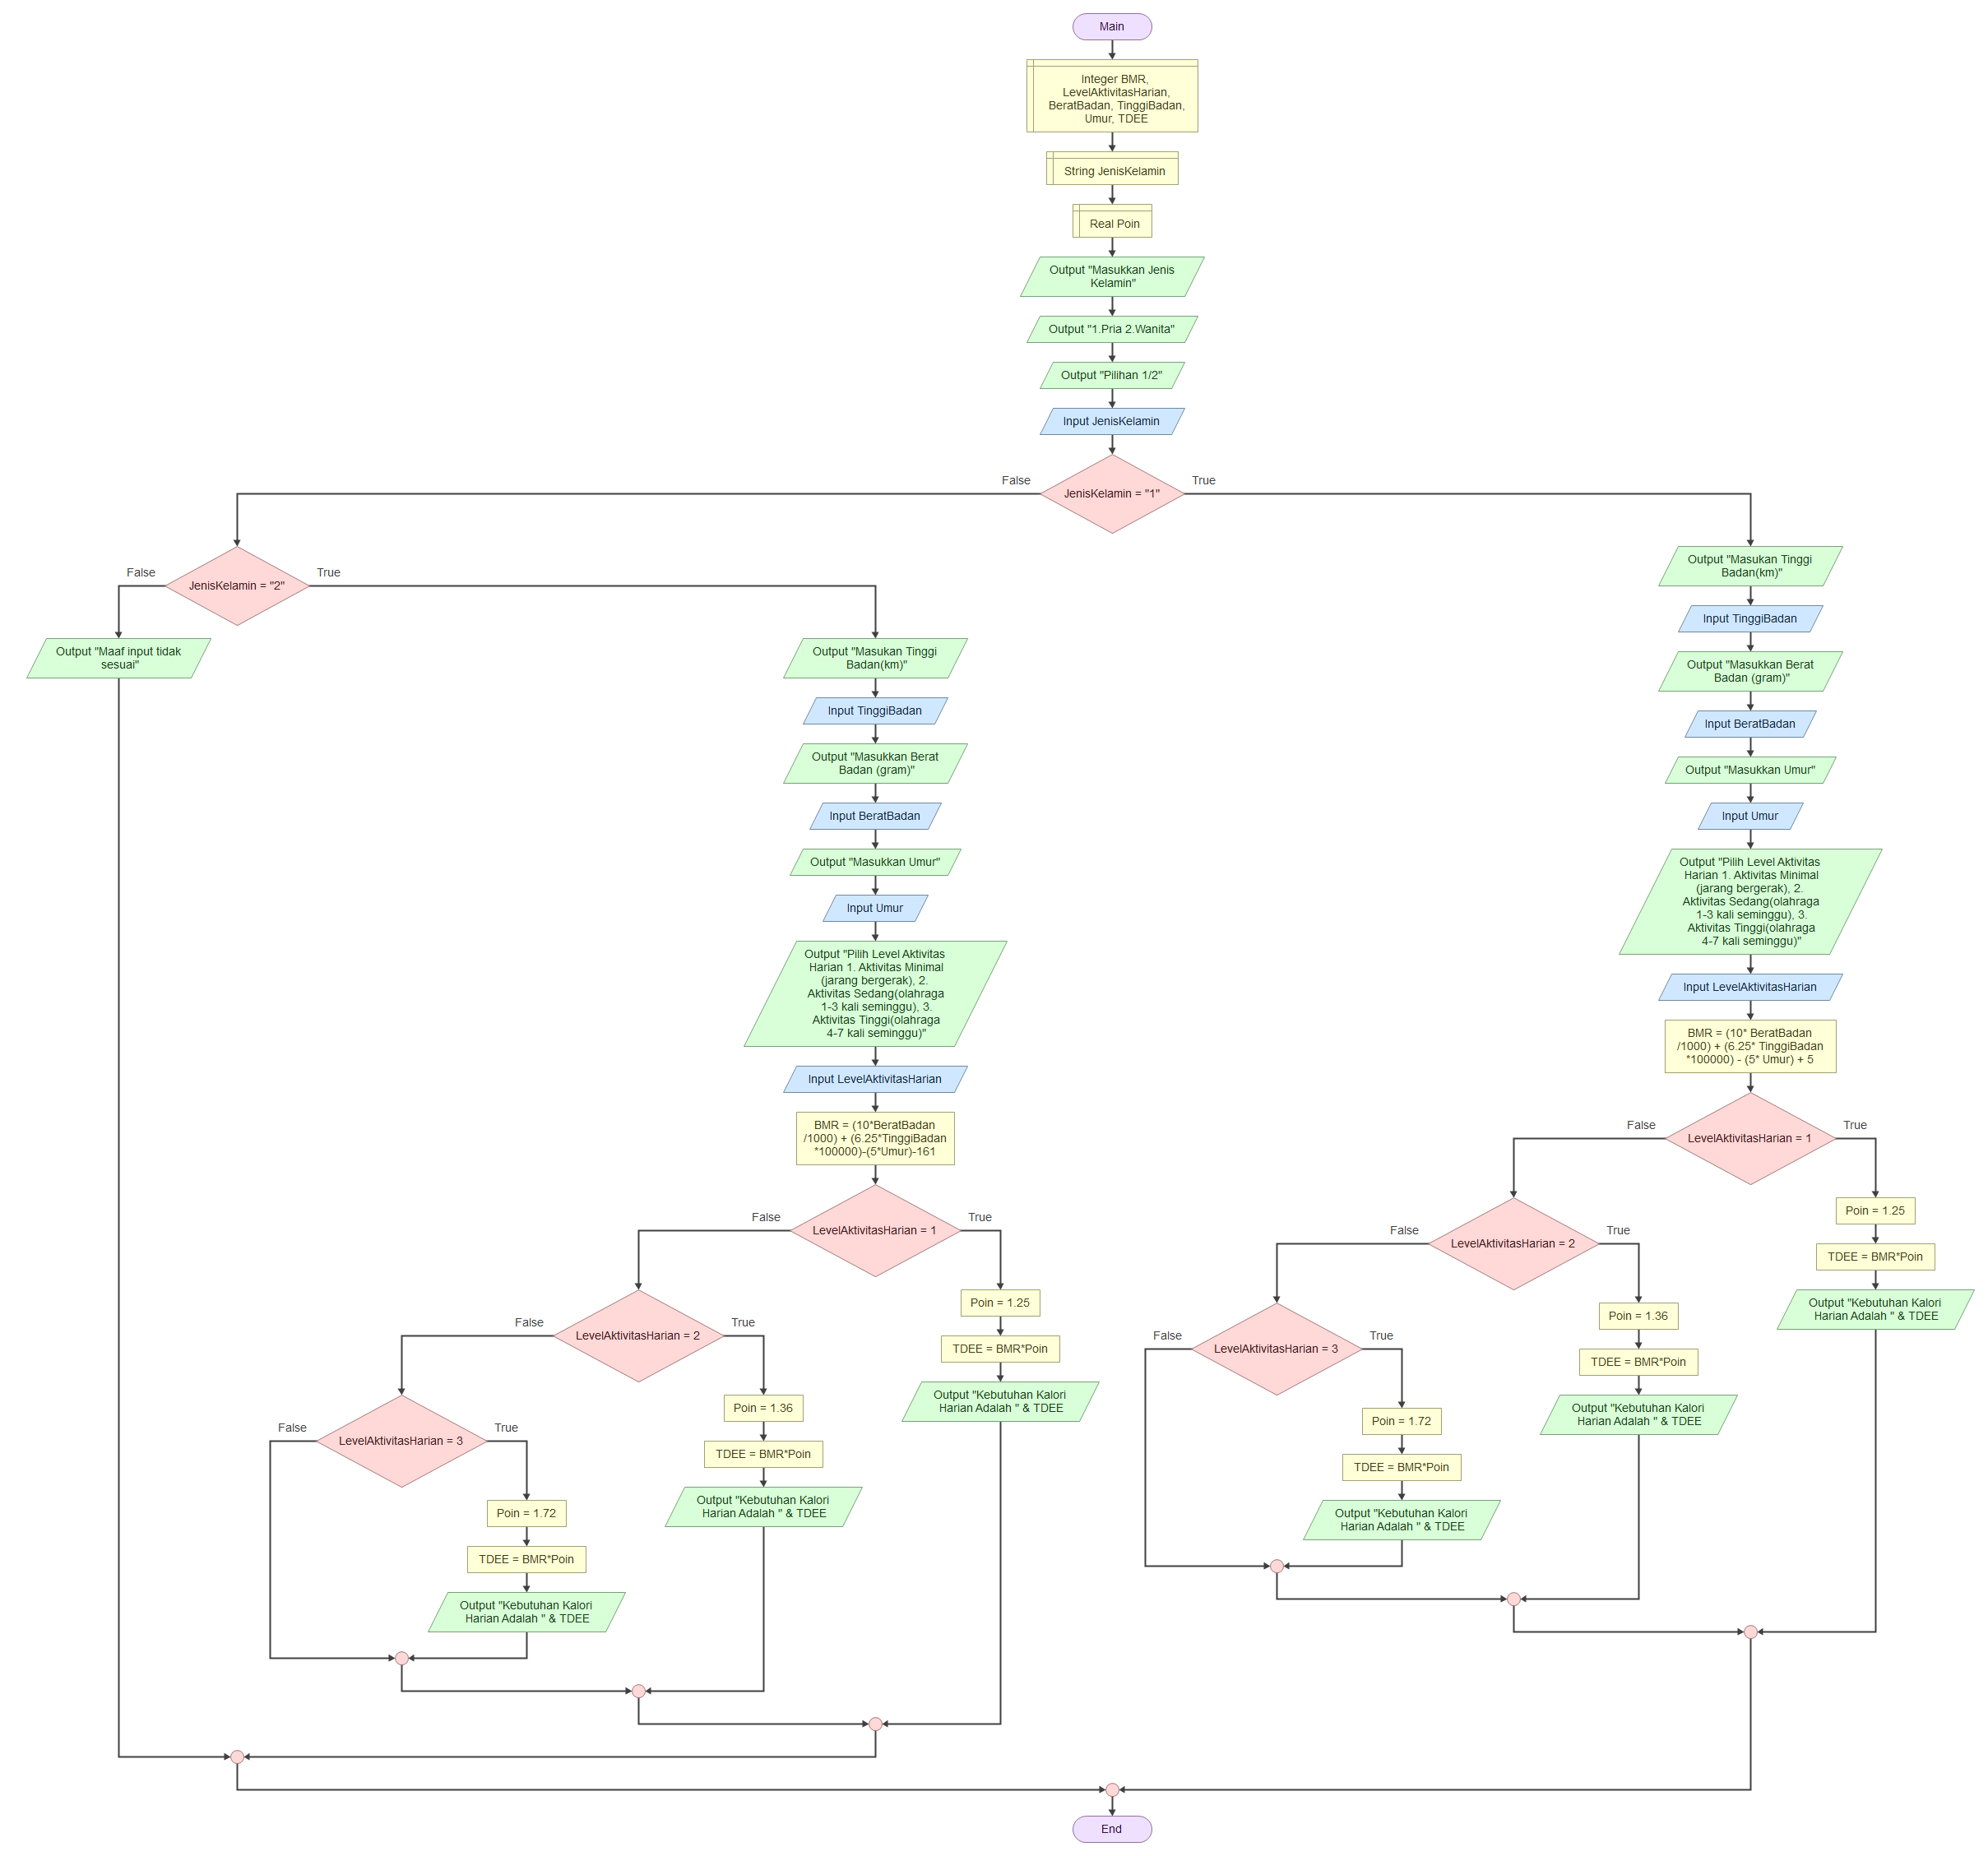 Main
Integer BMR,
LevelAktivitasHarian,
BeratBadan, TinggiBadan,
Umur, TDEE
String JenisKelamin
Real Poin
Output "Masukkan Jenis
Kelamin"
Output "1.Pria 2.Wanita"
Output "Pilihan 1/2"
Input JenisKelamin
False
JenisKelamin = "1"
True
False
JenisKelamin = "2"
True
Output "Maaf input tidak
sesuai"
Output "Masukan Tinggi
Badan(km)"
Input TinggiBadan
Output "Masukkan Berat
Badan (gram)"
Input BeratBadan
Output "Masukkan Umur"
Input Umur
Output "Pilih Level Aktivitas
Harian 1. Aktivitas Minimal
(jarang bergerak), 2.
Aktivitas Sedang(olahraga
1-3 kali seminggu), 3.
Aktivitas Tinggi(olahraga
4-7 kali seminggu)"
Input LevelAktivitasHarian
BMR = (10*BeratBadan
/1000) + (6.25*TinggiBadan
*100000)-(5*Umur)-161
False
LevelAktivitasHarian = 1
True
Poin = 1.25
TDEE = BMR*Poin
Output "Kebutuhan Kalori
Harian Adalah " & TDEE
False
LevelAktivitasHarian = 2
True
Poin = 1.36
TDEE = BMR*Poin
Output "Kebutuhan Kalori
Harian Adalah " & TDEE
False
LevelAktivitasHarian = 3
True
Poin = 1.72
TDEE = BMR*Poin
Output "Kebutuhan Kalori
Harian Adalah " & TDEE
Output "Masukan Tinggi
Badan(km)"
Input TinggiBadan
Output "Masukkan Berat
Badan (gram)"
Input BeratBadan
Output "Masukkan Umur"
Input Umur
Output "Pilih Level Aktivitas
Harian 1. Aktivitas Minimal
(jarang bergerak), 2.
Aktivitas Sedang(olahraga
1-3 kali seminggu), 3.
Aktivitas Tinggi(olahraga
4-7 kali seminggu)"
Input LevelAktivitasHarian
BMR = (10* BeratBadan
/1000) + (6.25* TinggiBadan
*100000) - (5* Umur) + 5
False
LevelAktivitasHarian = 1
True
Poin = 1.25
TDEE = BMR*Poin
Output "Kebutuhan Kalori
Harian Adalah " & TDEE
False
LevelAktivitasHarian = 2
True
Poin = 1.36
TDEE = BMR*Poin
Output "Kebutuhan Kalori
Harian Adalah " & TDEE
False
LevelAktivitasHarian = 3
True
Poin = 1.72
TDEE = BMR*Poin
Output "Kebutuhan Kalori
Harian Adalah " & TDEE
End